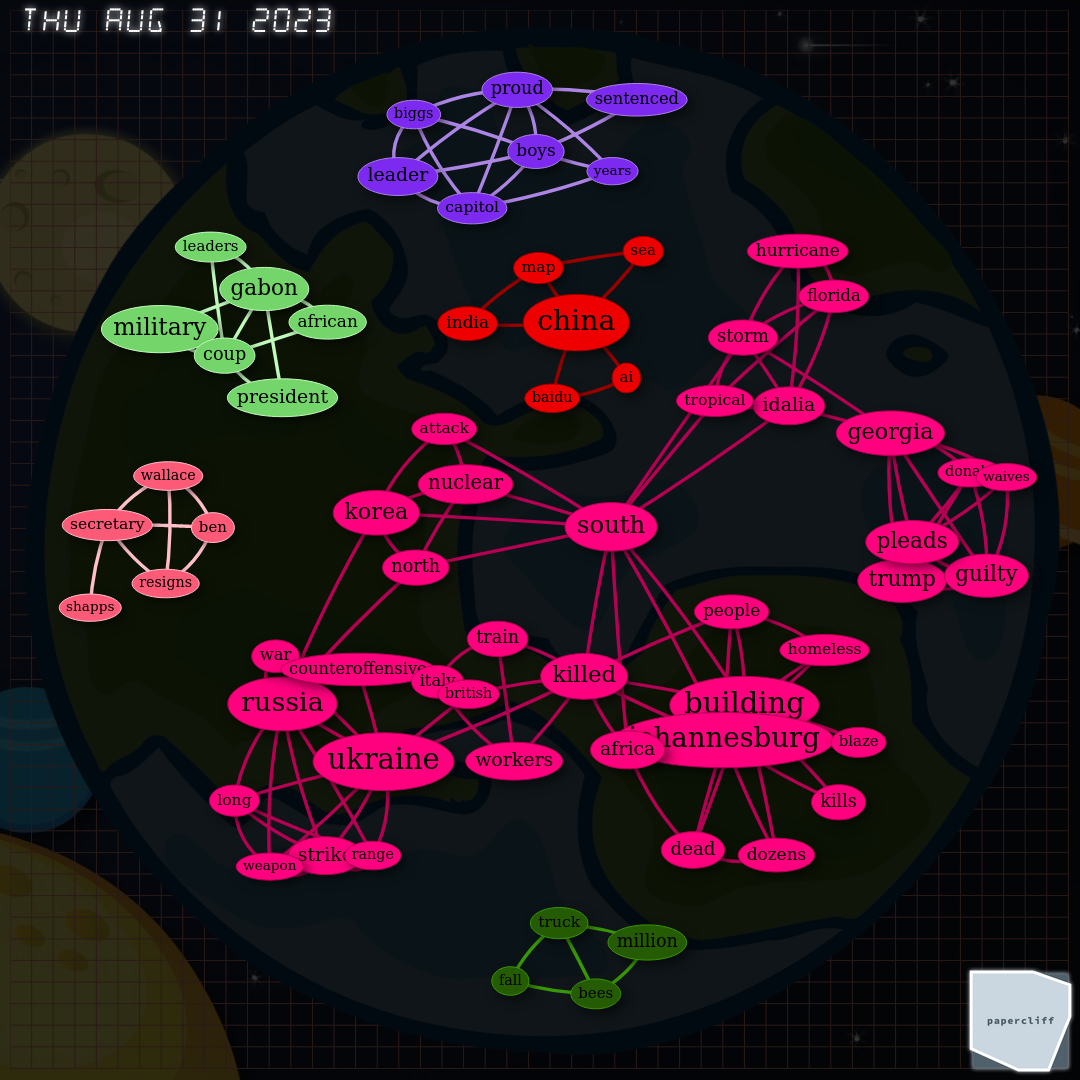 THU AUG 31 2023
proud
sentenced
biggs
boys
leader
years
capitol
leaders
gabon
military
african
coup
president
sea
map
india
china
ai
baidu
hurricane
florida
storm
tropical
idalia
georgia
waives
pleads
trump
guilty
attack
nuclear
korea
south
north
wallace
secretary
ben
resigns
shapps
people
homeless
train
war
counteroffensive
italy
british
killed
russia
building
ukraine
workers
africa
blaze
long
kills
strike
range
weapon
dead
dozens
truck
million
fall
bees
papercliff